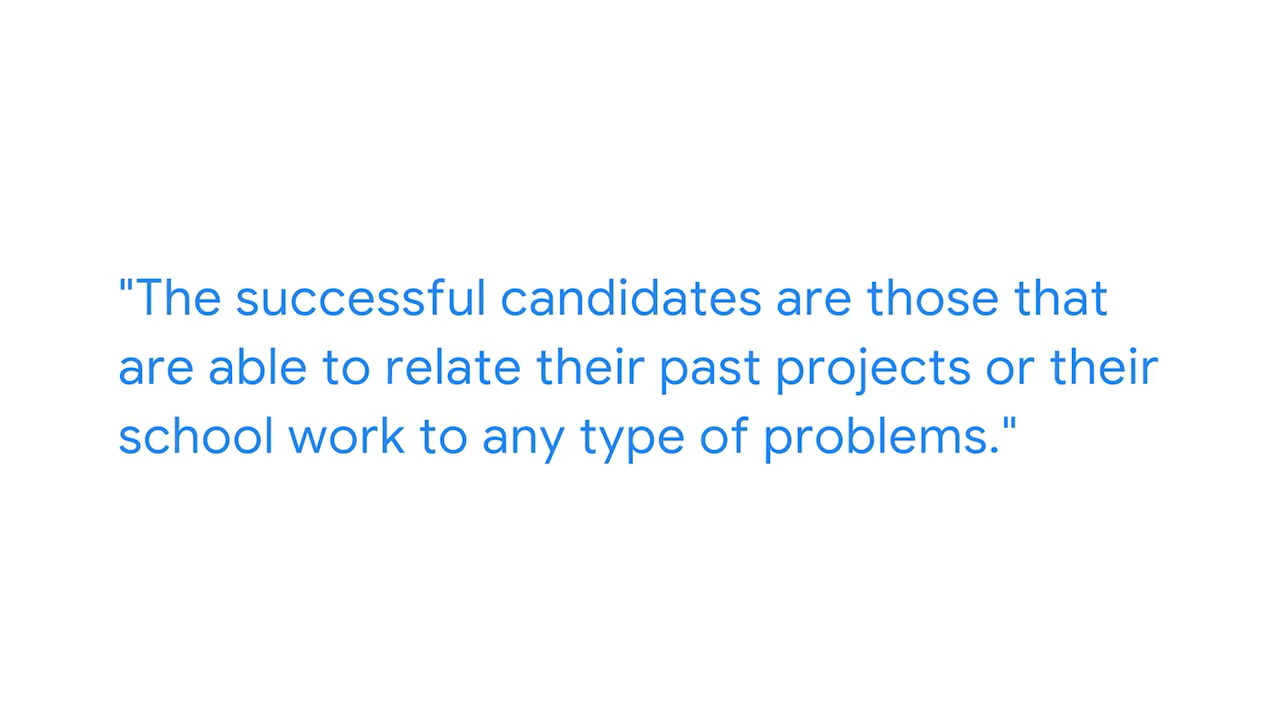 "The successful candidates are those that
are able to relate their past projects or their
school work to any type of problems."